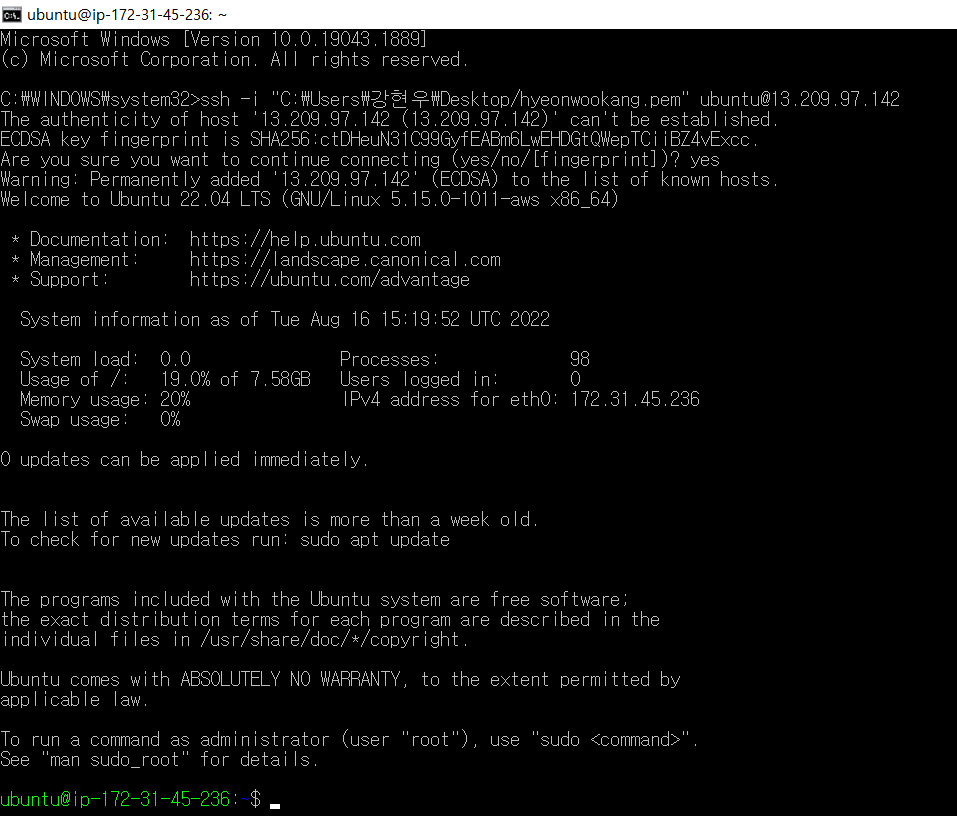 ubuntu@ip-172-31-45-236: ~
Microsoft Windows [Version 10.0.19043.1889]
(c) Microsoft Corporation. All rights reserved.
C:₩WINDOWS₩system32>ssh -i "C:₩Users₩강현우₩Desktop/hyeonwookang.pem" ubuntu@13.209.97.142
The authenticity of host '13.209.97.142 (13.209.97.142)' can't be established.
ECDSA key fingerprint is SHA256:ctDHeuN31C99GyfEABm6LwEHDGtQWepTCiiBZ4vExcc.
Are you sure you want to continue connecting (yes/no/[fingerprint])? yes
Warning: Permanently added '13.209.97.142' (ECDSA) to the list of known hosts.
Welcome to Ubuntu 22.04 LTS (GNU/Linux 5.15.0-1011-aws x86_64)
* Documentation:  https://help.ubuntu.com
* Management:     https://landscape.canonical.com
* Support:        https://ubuntu.com/advantage
System information as of Tue Aug 16 15:19:52 UTC 2022
System load:  0.0               Processes:             98
Usage of /:   19.0% of 7.58GB   Users logged in:       0
Memory usage: 20%               IPv4 address for eth0: 172.31.45.236
Swap usage:   0%
0 updates can be applied immediately.
The list of available updates is more than a week old.
To check for new updates run: sudo apt update
The programs included with the Ubuntu system are free software;
the exact distribution terms for each program are described in the
individual files in /usr/share/doc/*/copyright.
Ubuntu comes with ABSOLUTELY NO WARRANTY, to the extent permitted by
applicable law.
To run a command as administrator (user "root"), use "sudo <command>".
See "man sudo_root" for details.
ubuntu@ip-172-31-45-236:~$